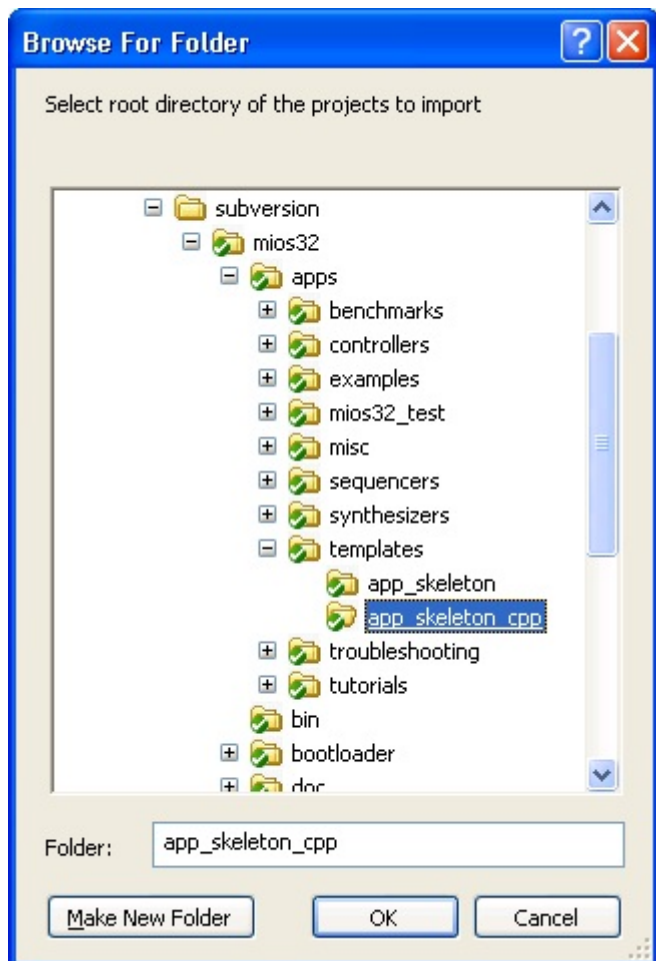 Browse For Folder
Select root directory of the projects to import
subversion
mios32
apps
benchmarks
controllers
examples
mios32_test
misc
sequencers
synthesizers
templates
app_skeleton
app_skeleton_cpp
troubleshooting
tutorials
bin
bootloader
doc
Folder: app_skeleton_cpp
Make New Folder OK Cancel